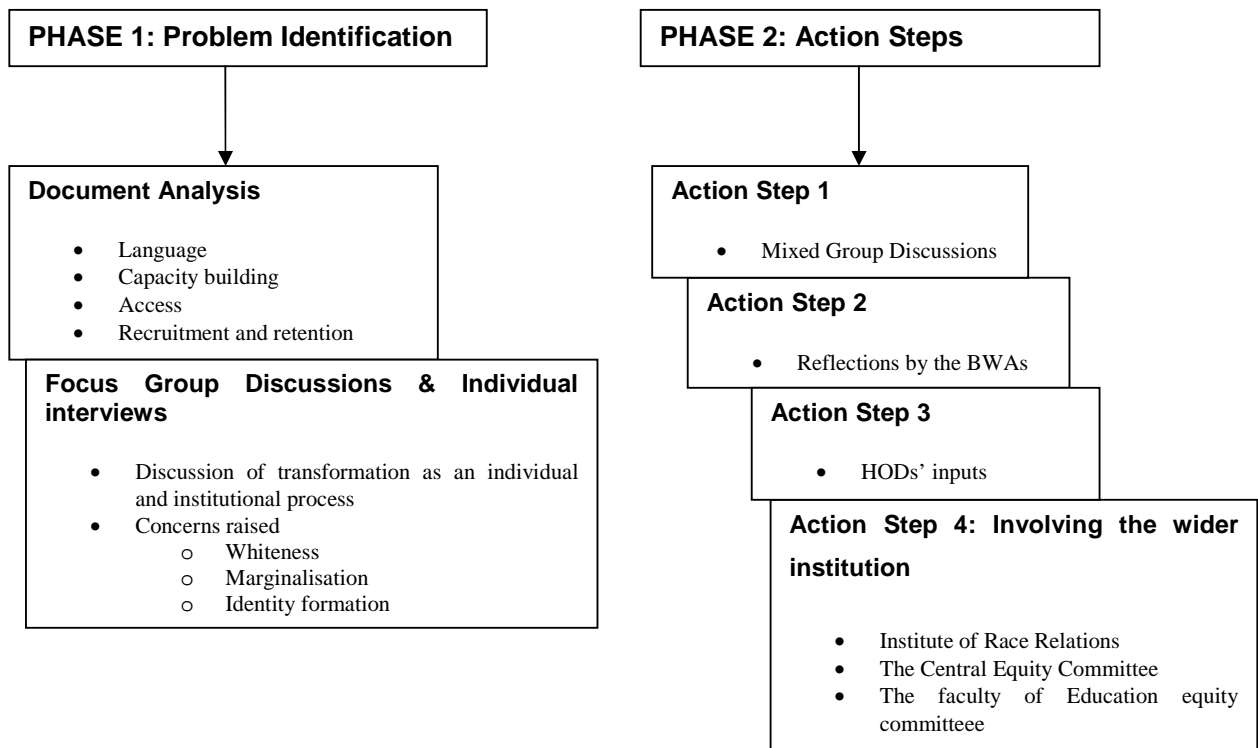 PHASE 1: Problem Identification
Document Analysis
• Language
• Capacity building
• Access
• Recruitment and retention
Focus Group Discussions & Individual
interviews
• Discussion of transformation as an individual
and institutional process
• Concerns raised
o Whiteness
o Marginalisation
o Identity formation
PHASE 2: Action Steps
Action Step 1
• Mixed Group Discussions
Action Step 2
• Reflections by the BWAs
Action Step 3
• HODs’ inputs
Action Step 4: Involving the wider
institution
• Institute of Race Relations
• The Central Equity Committee
• The faculty of Education equity
committeee